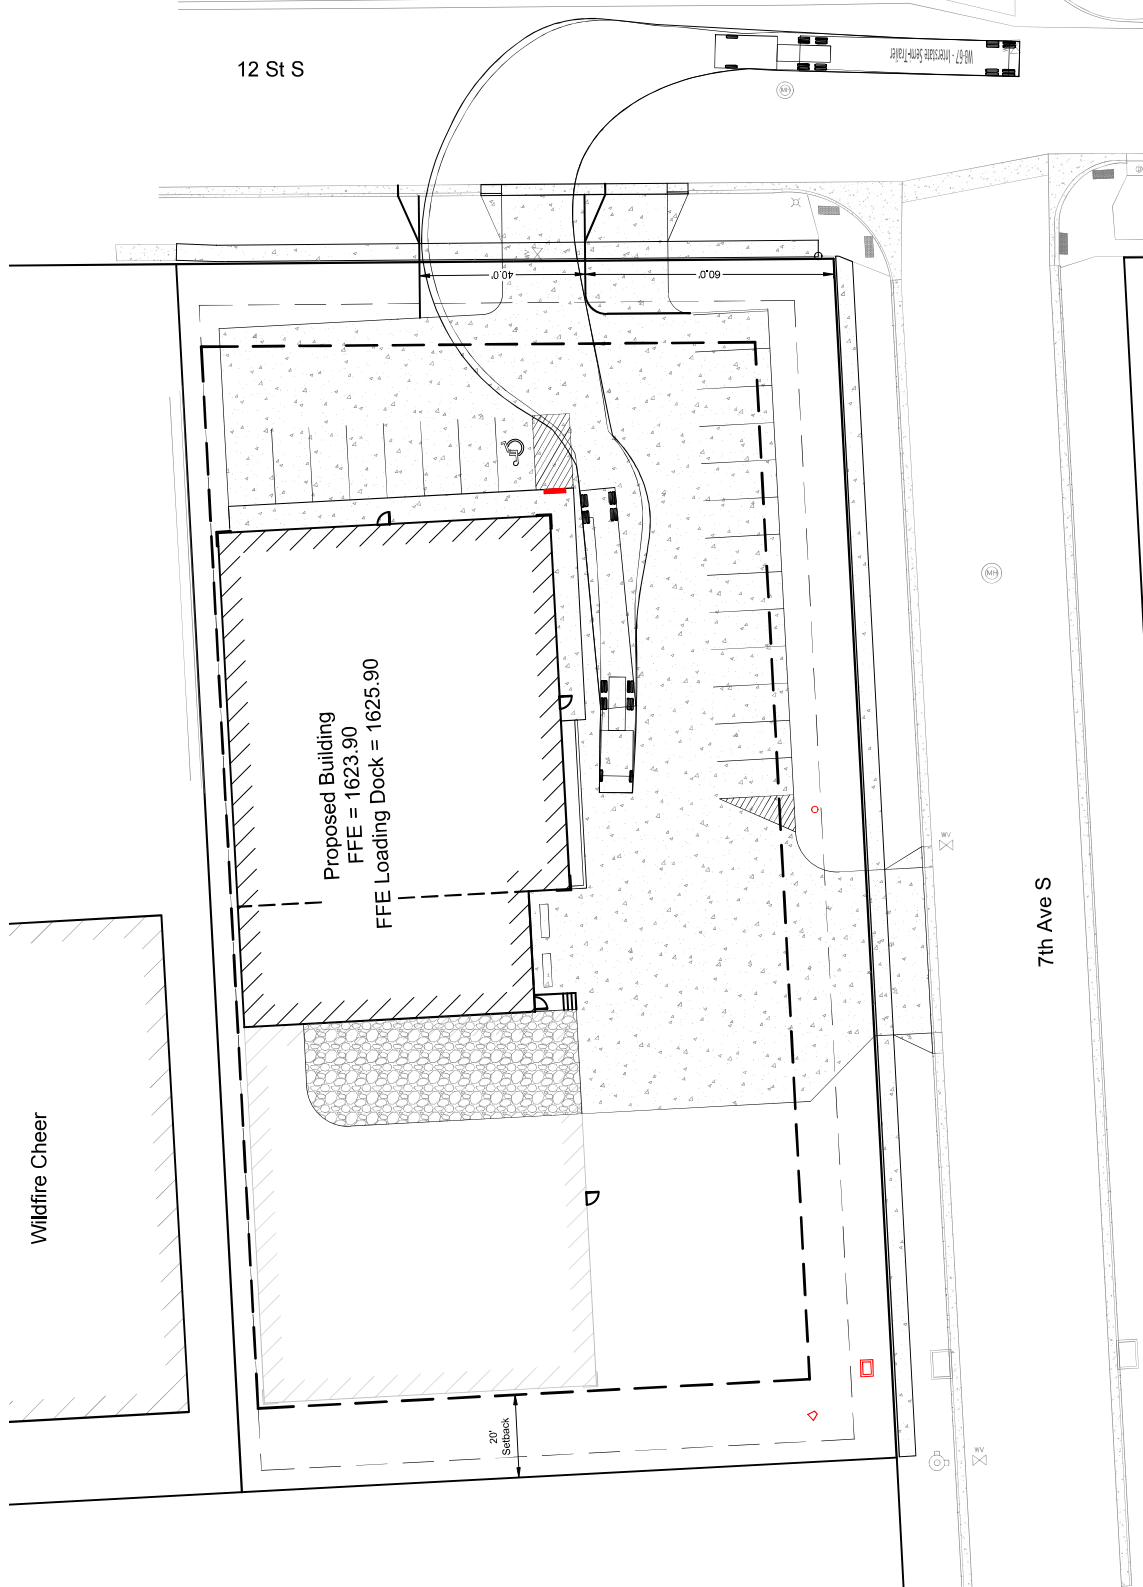 WB-67 - Interstate Semi-Trailer
12 St S
MH
WV
40.0'
60.0'
MH
Proposed Building
FFE = 1623.90
FFE Loading Dock = 1625.90
WV
7th Ave S
Wildfire Cheer
20'
Setback
WV